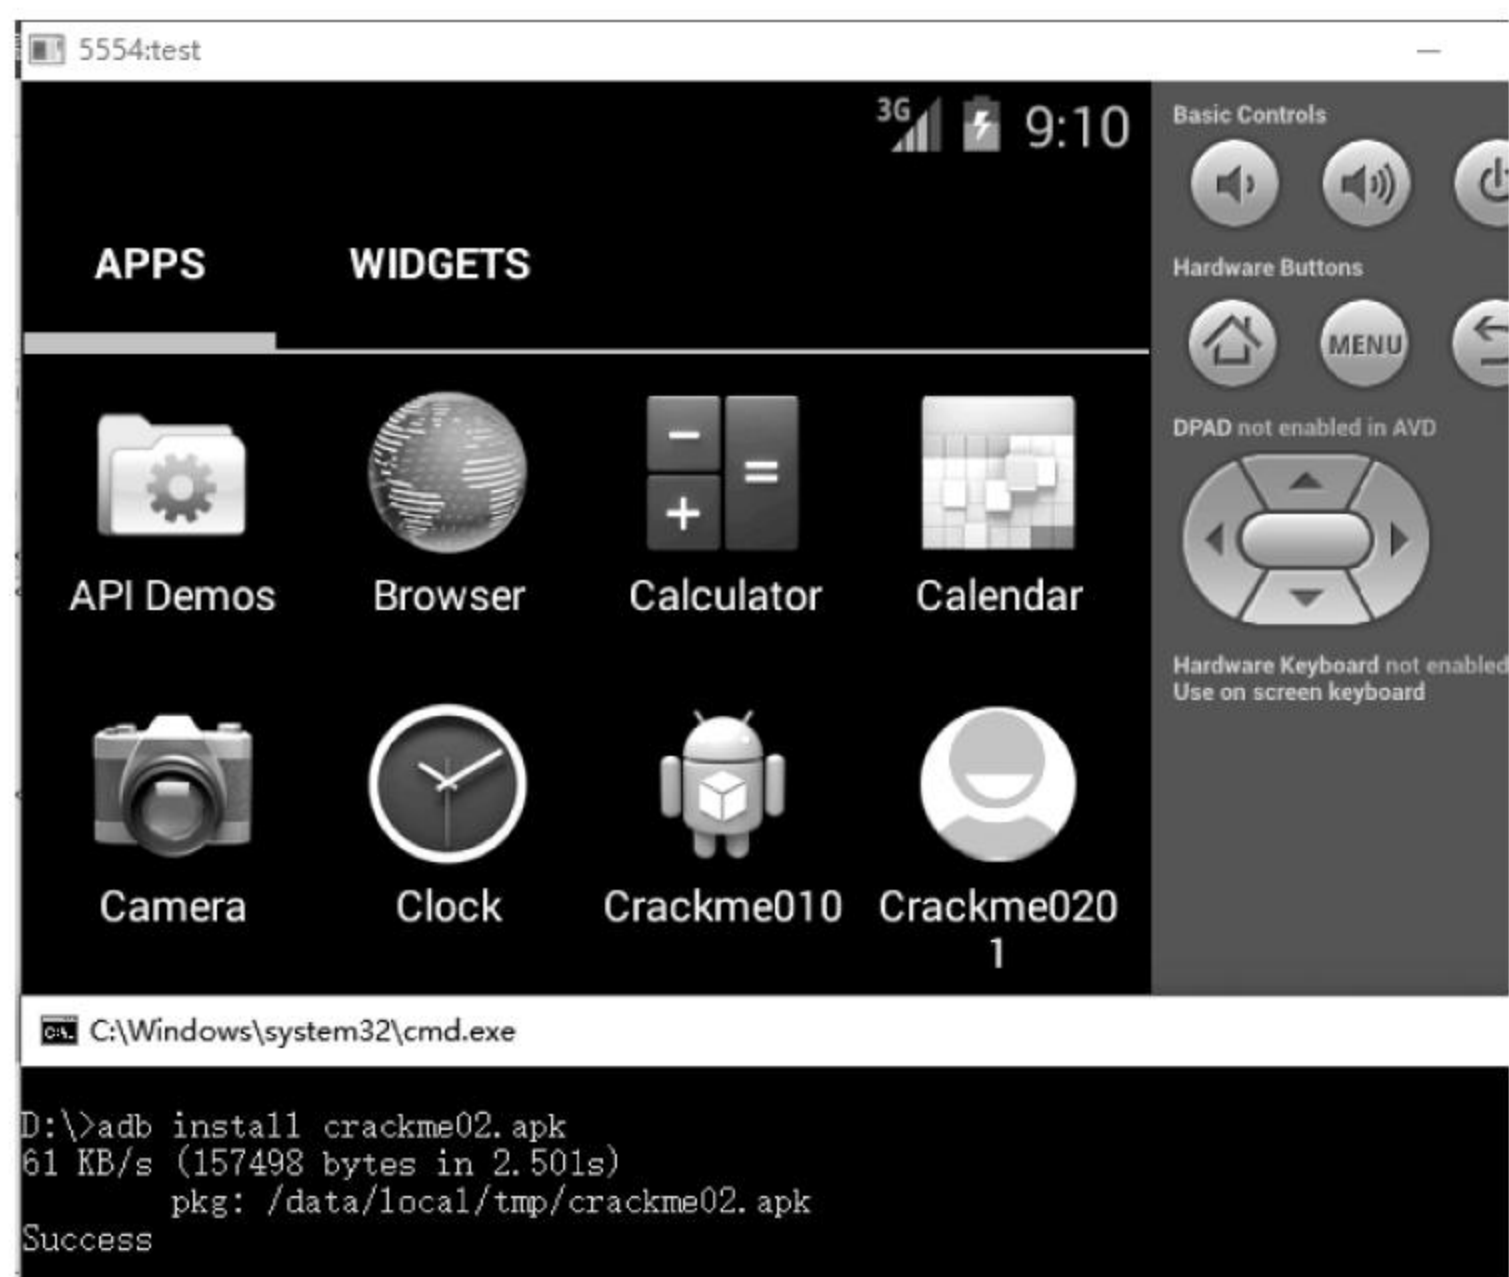 5554:test
3G 9:10
APPS WIDGETS
API Demos Browser Calculator Calendar
Camera Clock Crackme010 Crackme020
1
Basic Controls
Hardware Buttons
MENU
DPAD not enabled in AVD
Hardware Keyboard not enabled
Use on screen keyboard
C:\Windows\system32\cmd.exe
D:\>adb install crackme02.apk
61 KB/s (157498 bytes in 2.501s)
pkg: /data/local/tmp/crackme02.apk
Success